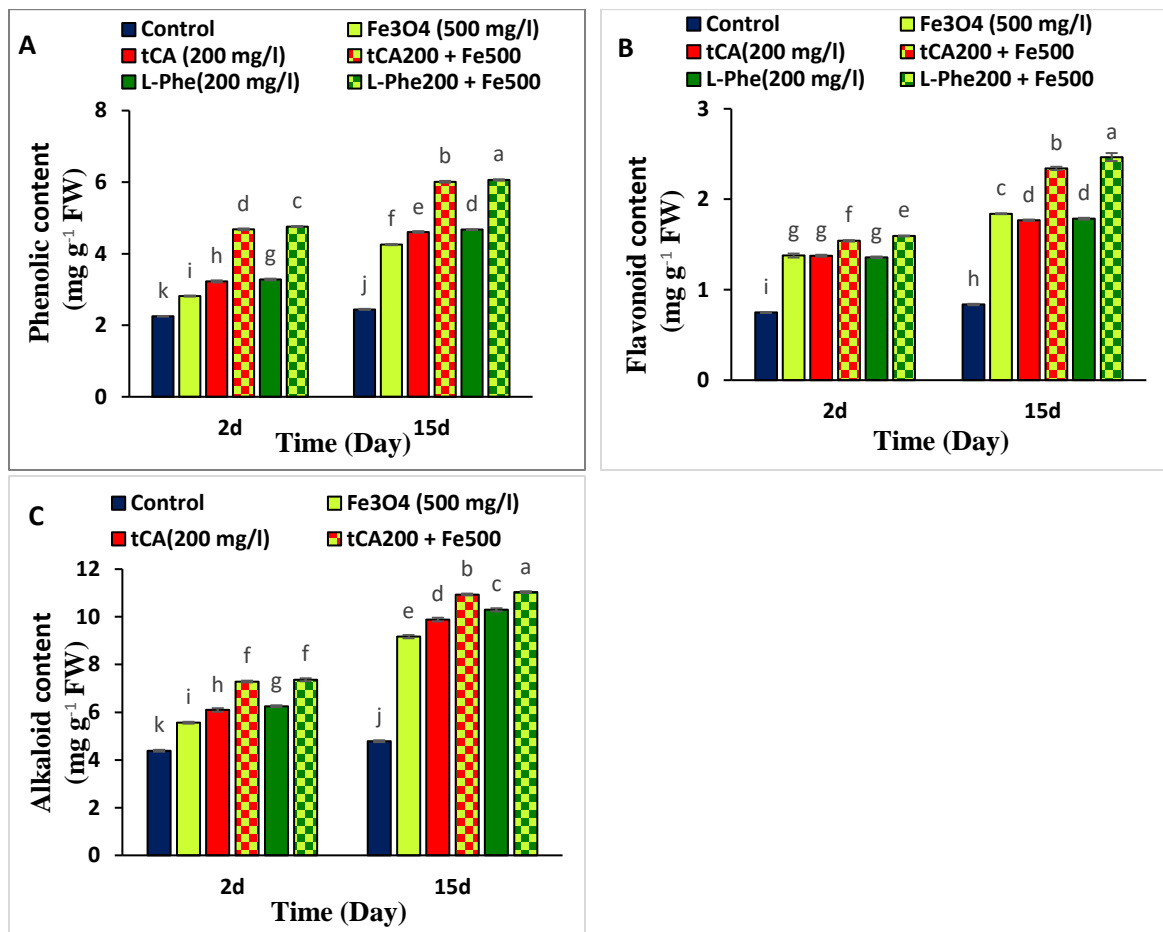 A
Control
Fe3O4 (500 mg/l)
tCA (200 mg/l)
tCA200 + Fe500
L-Phe(200 mg/l)
L-Phe200 + Fe500
Phenolic content
(mg g⁻¹ FW)
8
6
4
2
0
k
i
h
d
g
c
j
f
e
b
d
a
2d
15d
Time (Day)
B
Control
Fe3O4 (500 mg/l)
tCA(200 mg/l)
tCA200 + Fe500
L-Phe(200 mg/l)
L-Phe200 + Fe500
Flavonoid content
(mg g⁻¹ FW)
3
2
1
0
i
g
g
f
g
e
h
c
d
b
d
a
2d
15d
Time (Day)
C
Control
Fe3O4 (500 mg/l)
tCA(200 mg/l)
tCA200 + Fe500
Alkaloid content
(mg g⁻¹ FW)
12
10
8
6
4
2
0
k
i
h
f
g
f
j
e
d
b
c
a
2d
15d
Time (Day)